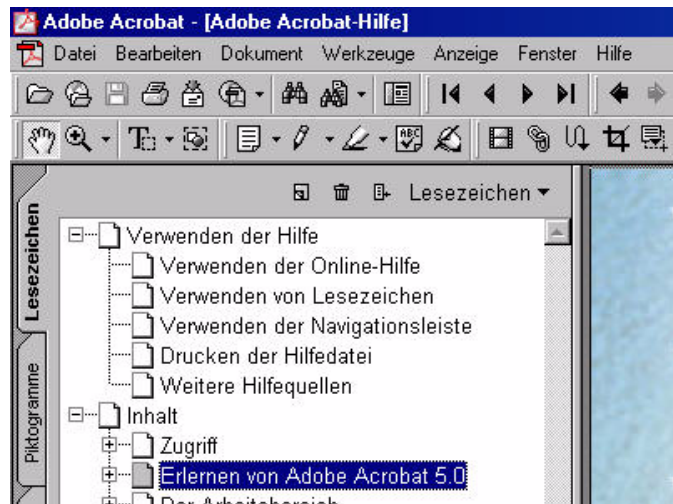 Adobe Acrobat - [Adobe Acrobat-Hilfe]
Datei Bearbeiten Dokument Werkzeuge Anzeige Fenster Hilfe
Lesezeichen
Lesezeichen
Verwenden der Hilfe
Verwenden der Online-Hilfe
Verwenden von Lesezeichen
Verwenden der Navigationsleiste
Drucken der Hilfedatei
Weitere Hilfequellen
Piktogramme
Inhalt
Zugriff
Erlernen von Adobe Acrobat 5.0
Der Arbeitsbereich